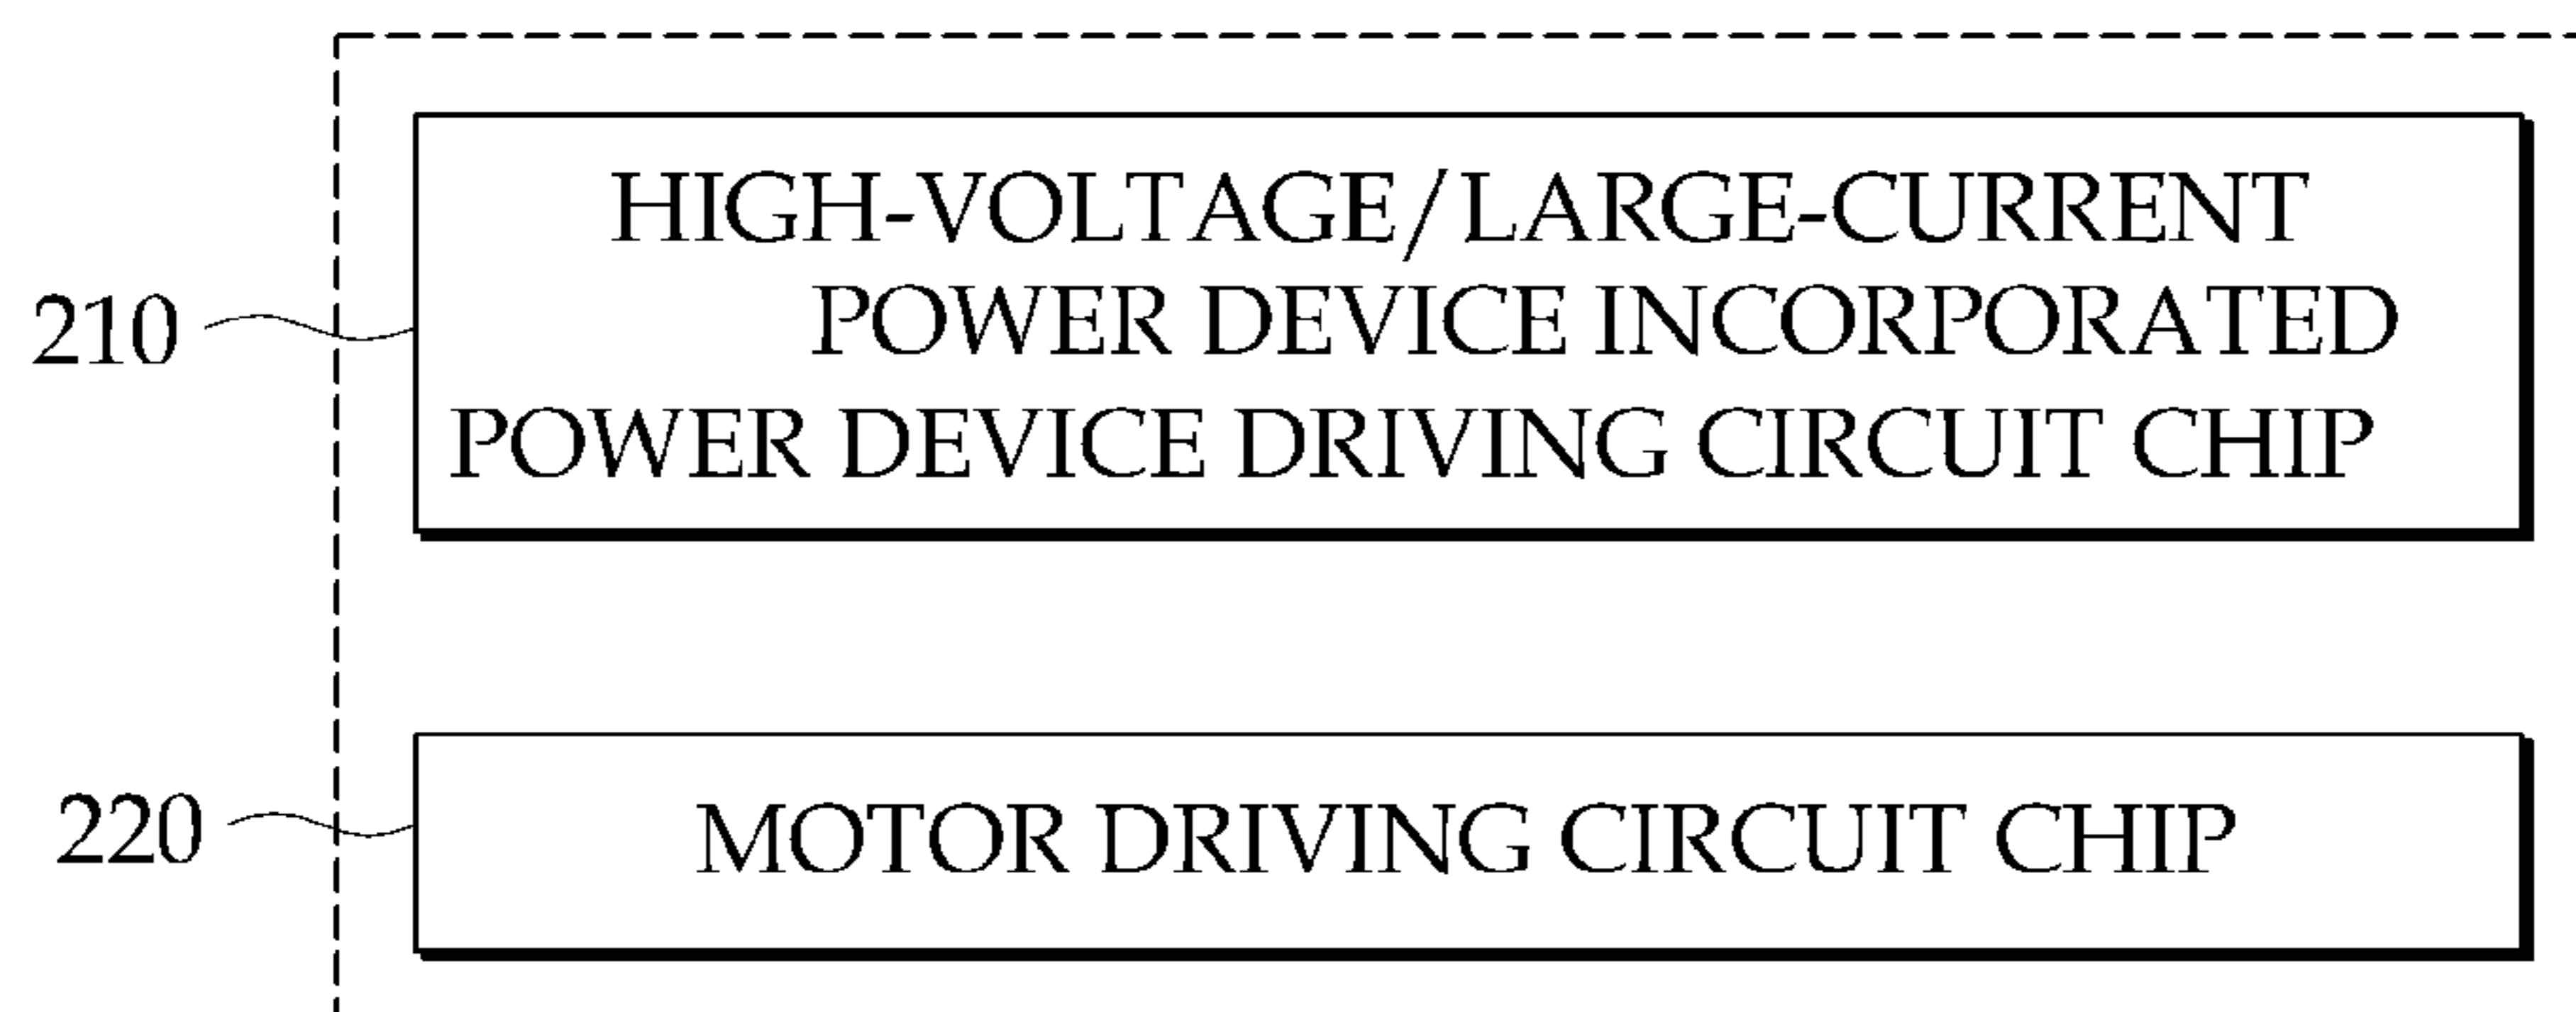 HIGH-VOLTAGE/LARGE-CURRENT
POWER DEVICE INCORPORATED
210
POWER DEVICE DRIVING CIRCUIT CHIP
220
MOTOR DRIVING CIRCUIT CHIP